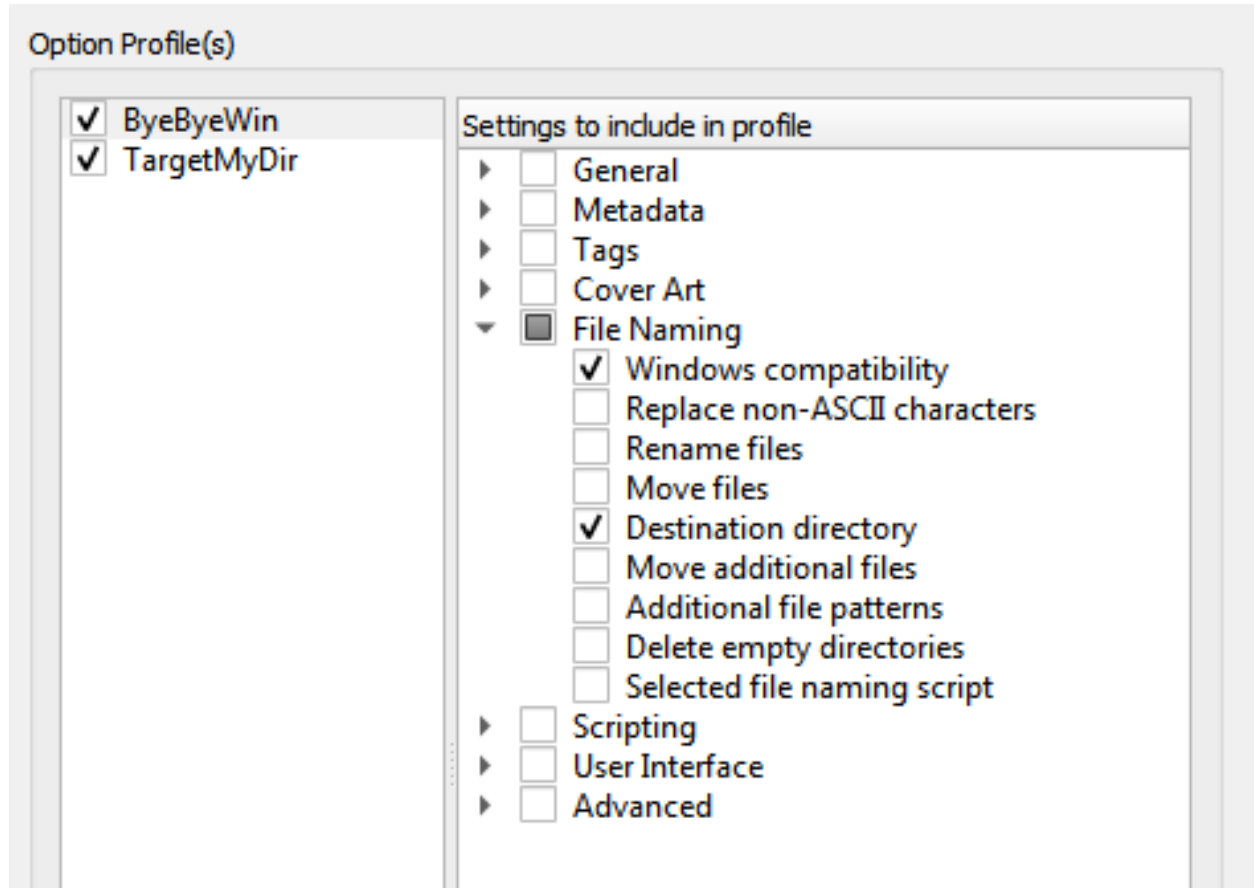 Option Profile(s)
ByeByeWin
TargetMyDir
Settings to include in profile
General
Metadata
Tags
Cover Art
File Naming
Windows compatibility
Replace non-ASCII characters
Rename files
Move files
Destination directory
Move additional files
Additional file patterns
Delete empty directories
Selected file naming script
Scripting
User Interface
Advanced